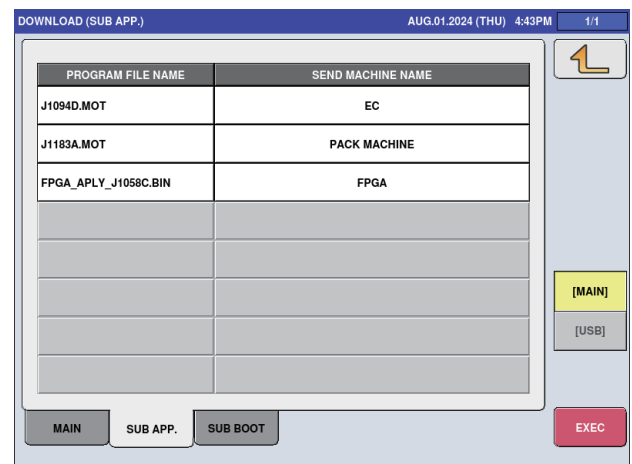 DOWNLOAD (SUB APP.) AUG.01.2024 (THU) 4:43PM 1/1
PROGRAM FILE NAME SEND MACHINE NAME
J1094D.MOT EC
J1183A.MOT PACK MACHINE
FPGA_APLY_J1058C.BIN FPGA
[MAIN]
[USB]
MAIN SUB APP. SUB BOOT EXEC